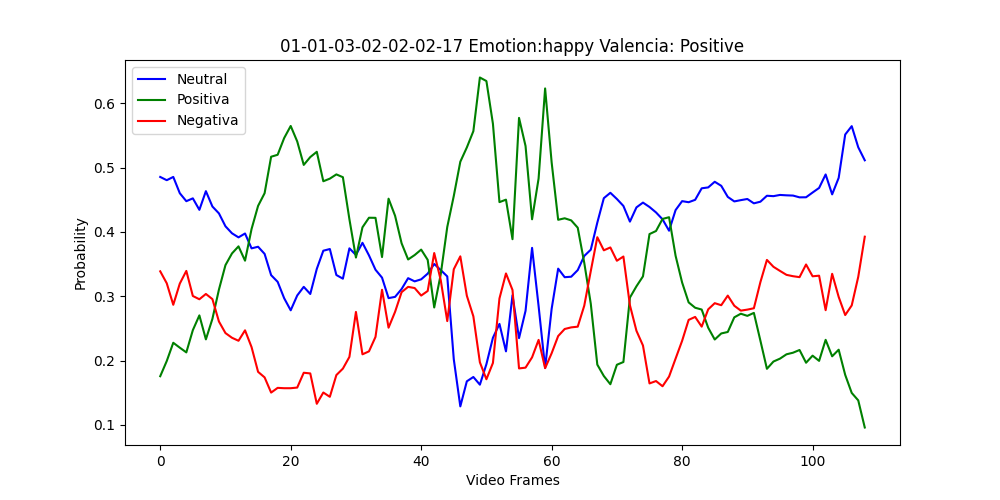 01-01-03-02-02-02-17 Emotion:happy Valencia: Positive
Neutral
Positiva
Negativa
Probability
0.6
0.5
0.4
0.3
0.2
0.1
0 20 40 60 80 100
Video Frames